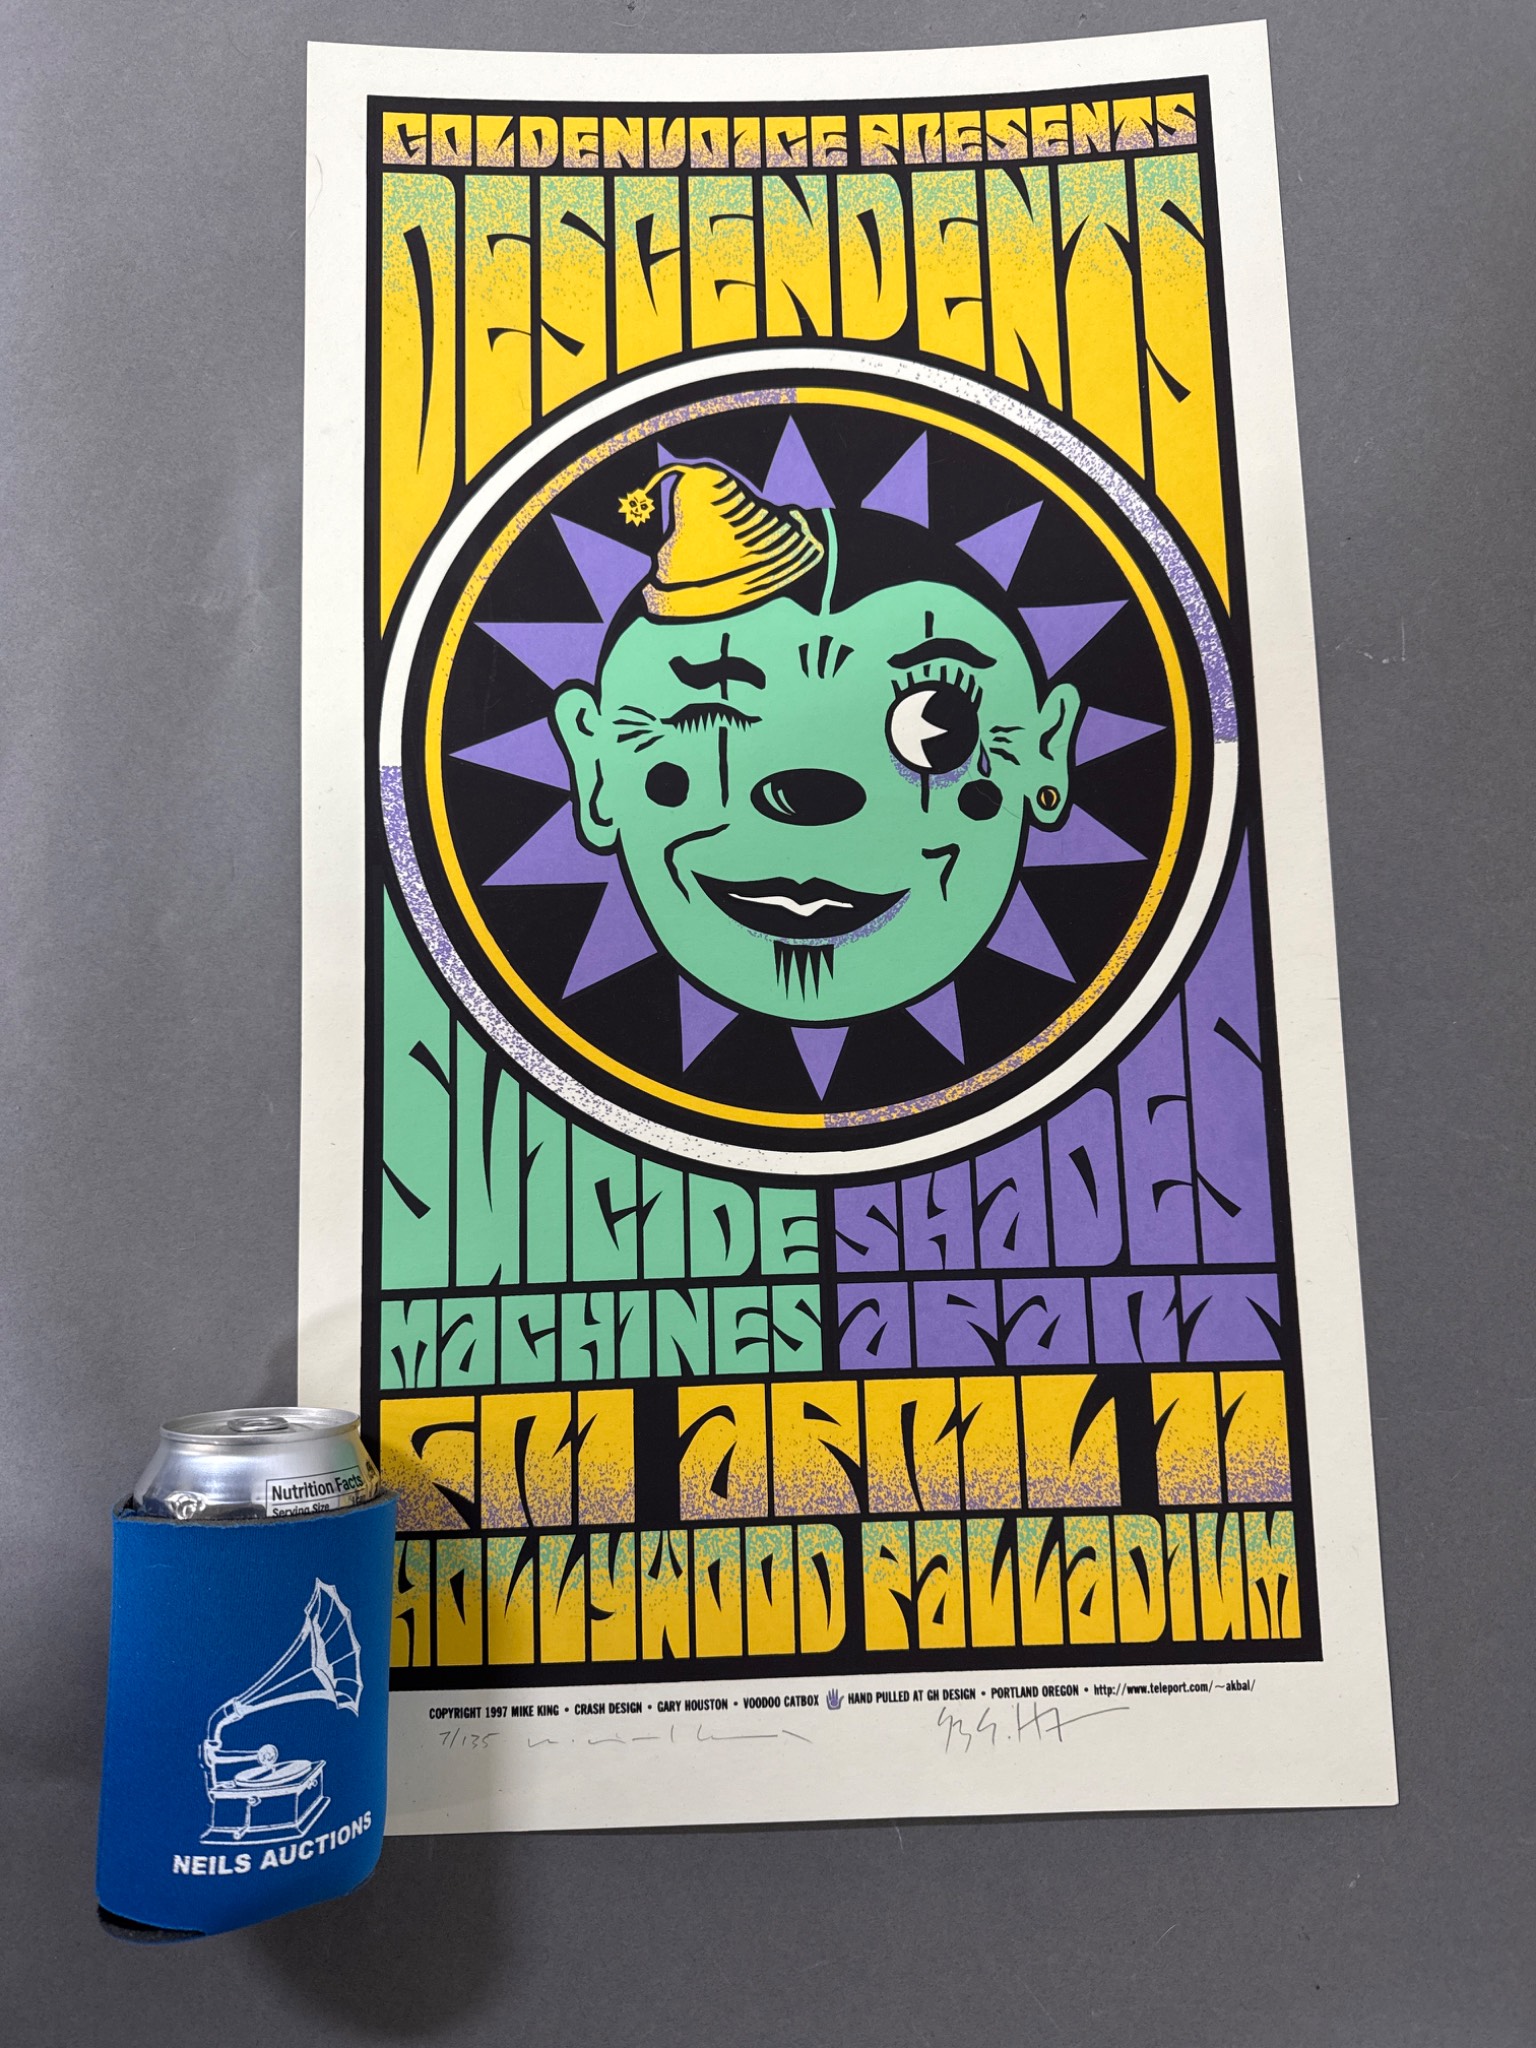 GOLDENVOICE PRESENTS
DESCENDENTS
SUICIDE
MACHINES
SHADES
APART
FRI APRIL 11
HOLLYWOOD PALLADIUM
COPYRIGHT 1997 MIKE KING • CRASH DESIGN • GARY HOUSTON • VOODOO CATBOX HAND PULLED AT GH DESIGN • PORTLAND OREGON • http://www.teleport.com/~akbal/
7/135
Nutrition Facts
Serving Size
NEILS AUCTIONS